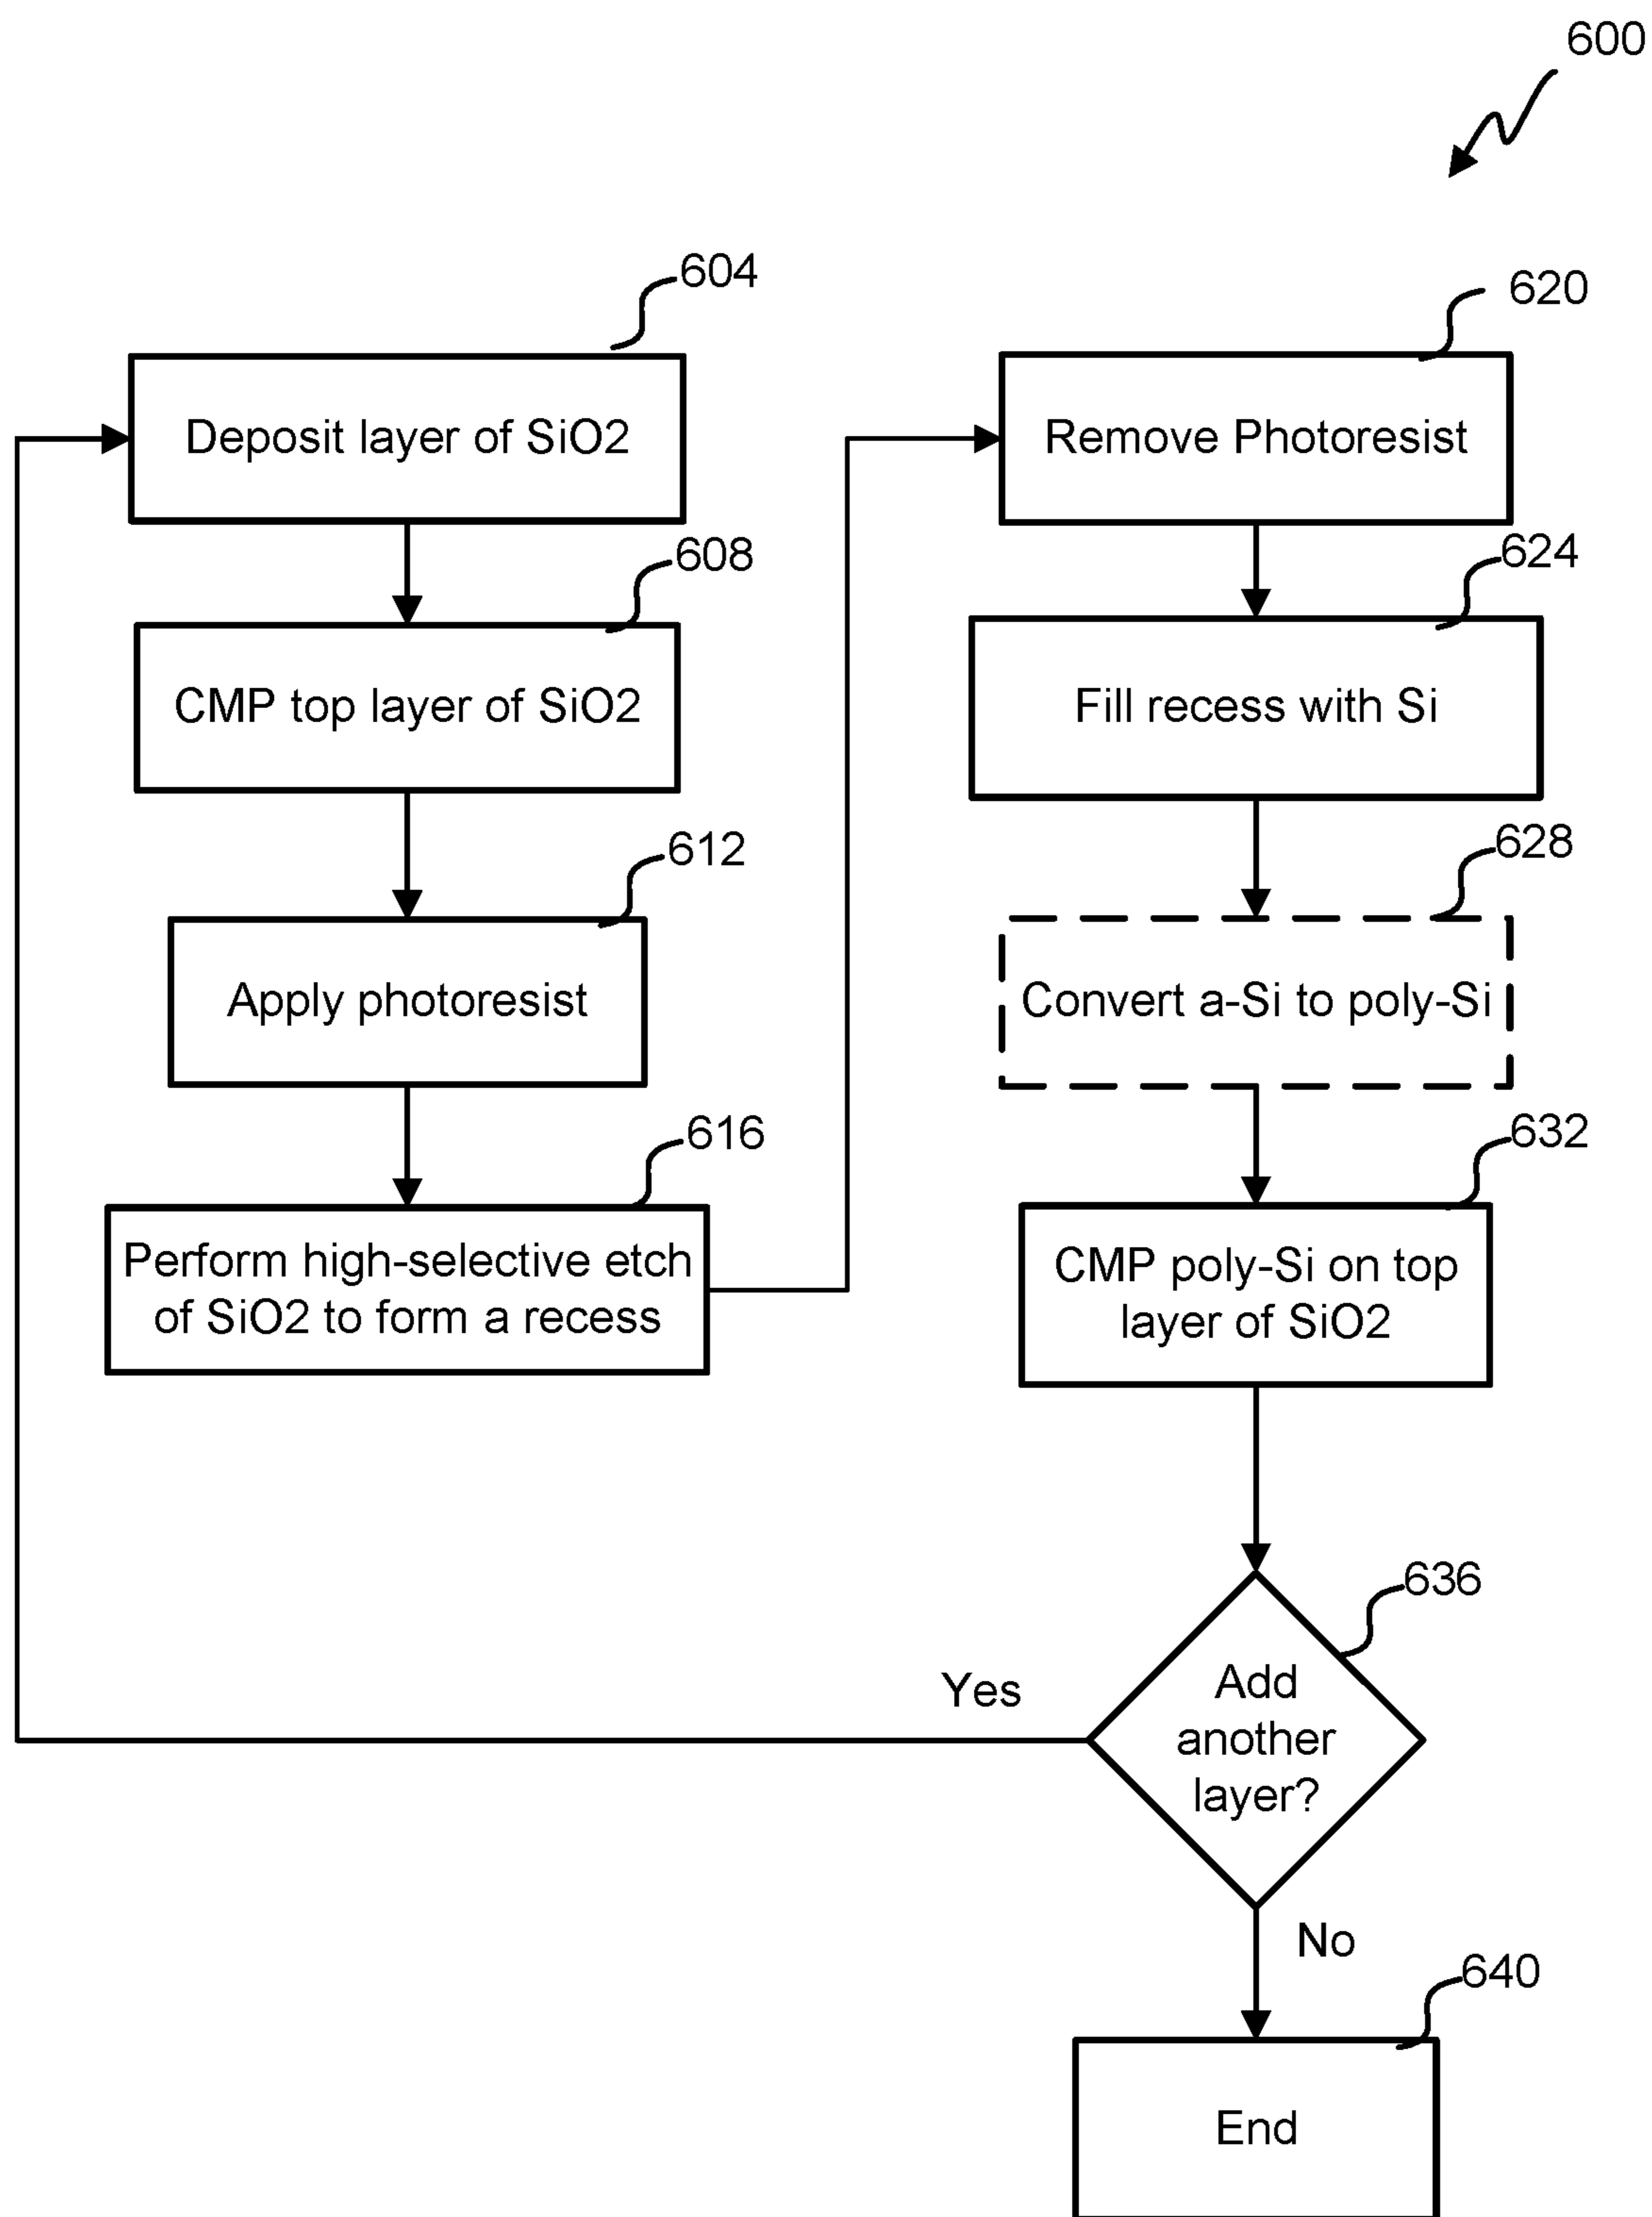 600
604
Deposit layer of SiO2
608
CMP top layer of SiO2
612
Apply photoresist
616
Perform high-selective etch
of SiO2 to form a recess
620
Remove Photoresist
624
Fill recess with Si
628
Convert a-Si to poly-Si
632
CMP poly-Si on top
layer of SiO2
636
Add
another
layer?
Yes
No
640
End